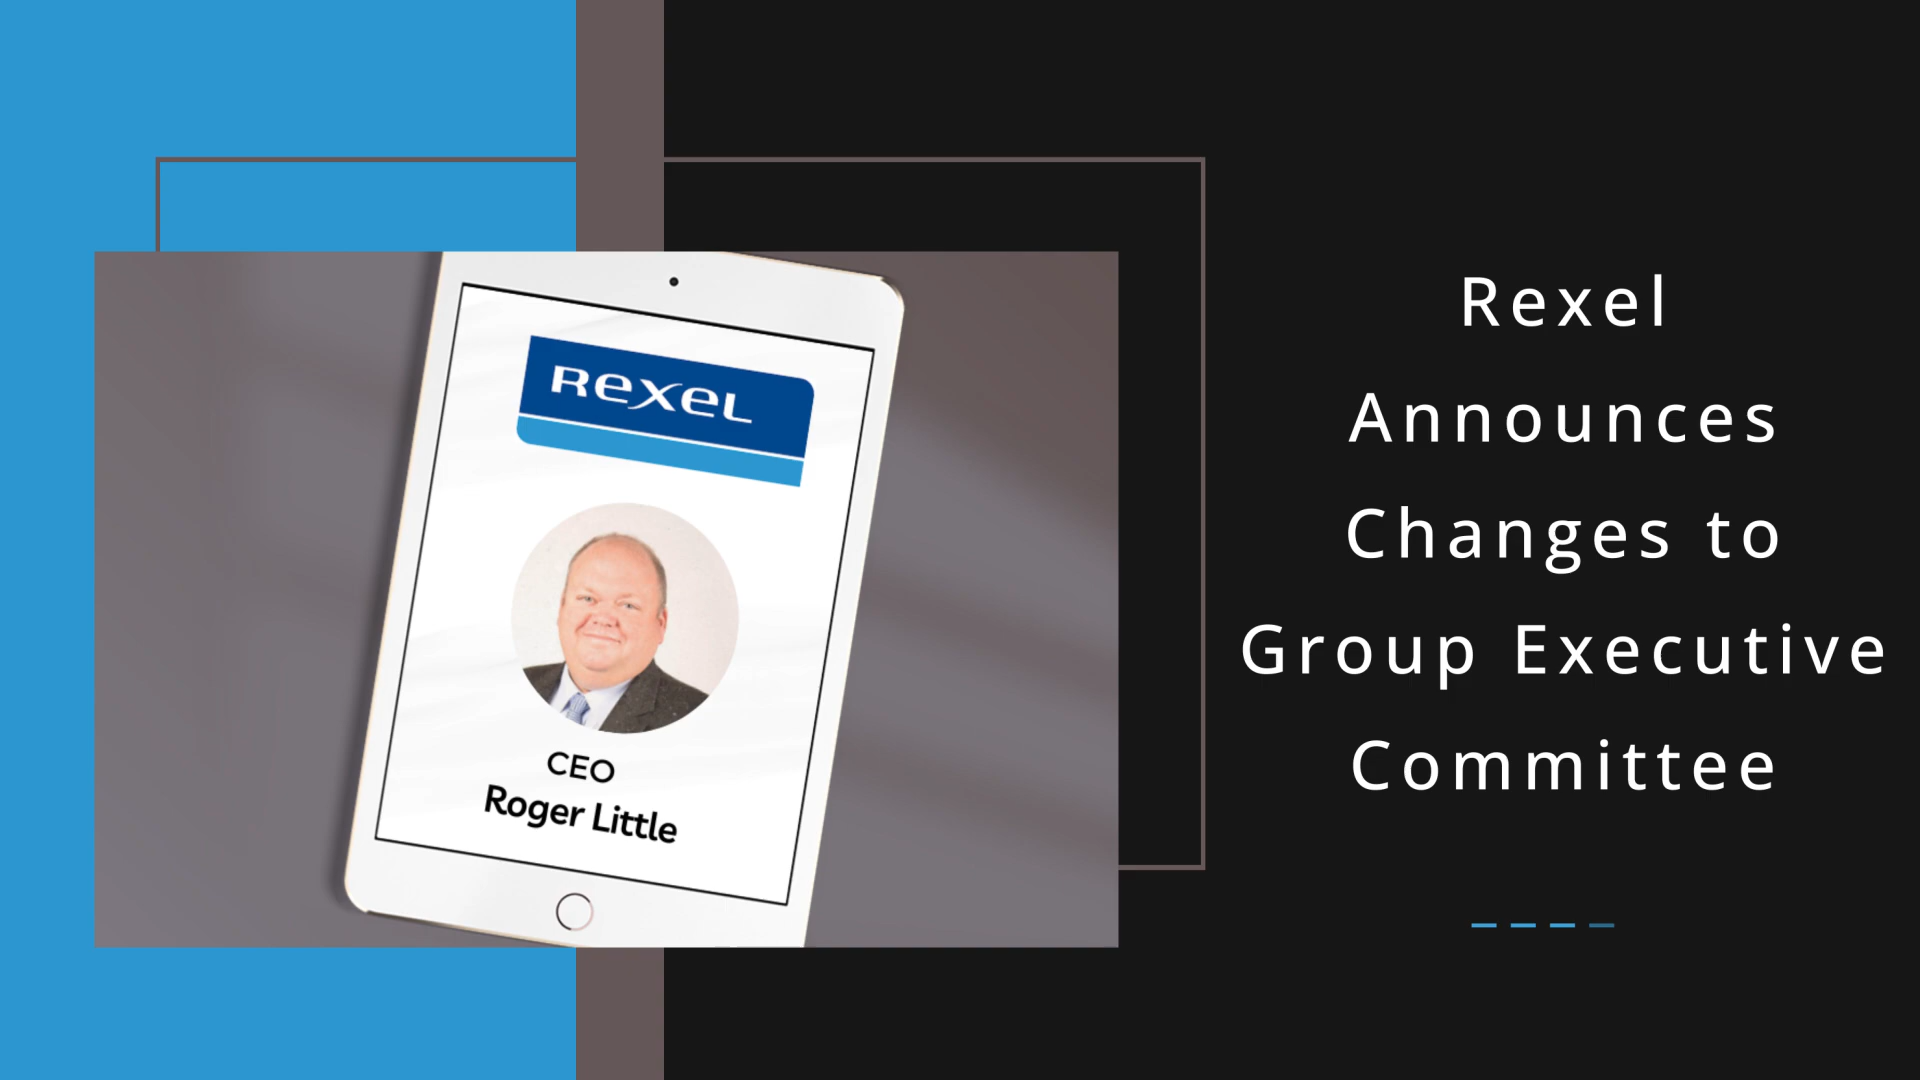 REXEL
CEO
Roger Little
Rexel
Announces
Changes to
Group Executive
Committee